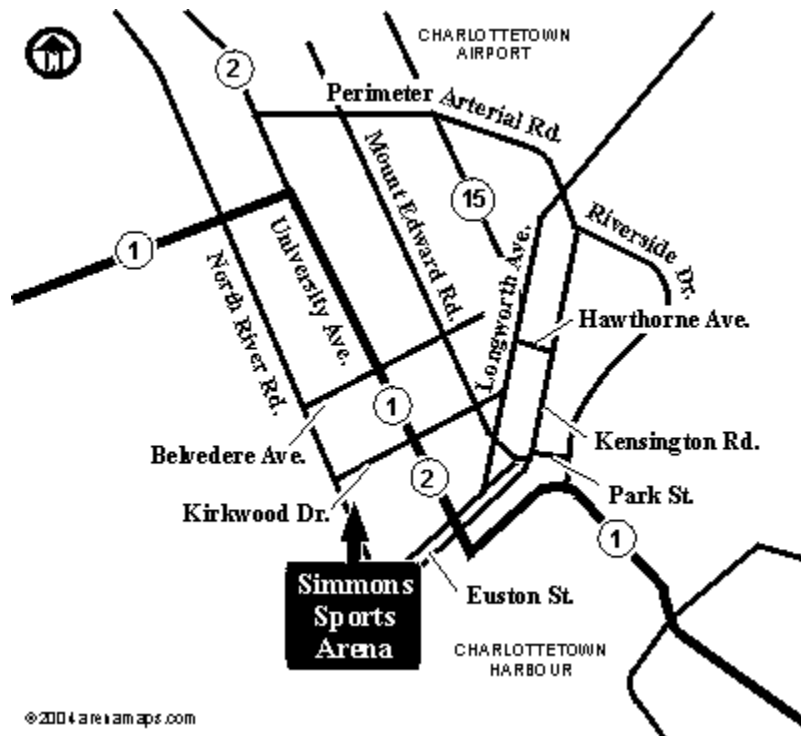 CHARLOTTETOWN
AIRPORT
2
Perimeter Arterial Rd.
Mount Edward Rd.
15
Riverside Dr.
1
North River Rd.
University Ave.
Longworth Ave.
Hawthorne Ave.
1
Belvedere Ave.
Kensington Rd.
2
Kirkwood Dr.
Park St.
1
Simmons
Sports
Arena
Euston St.
CHARLOTTETOWN
HARBOUR
©2004 arenamaps.com